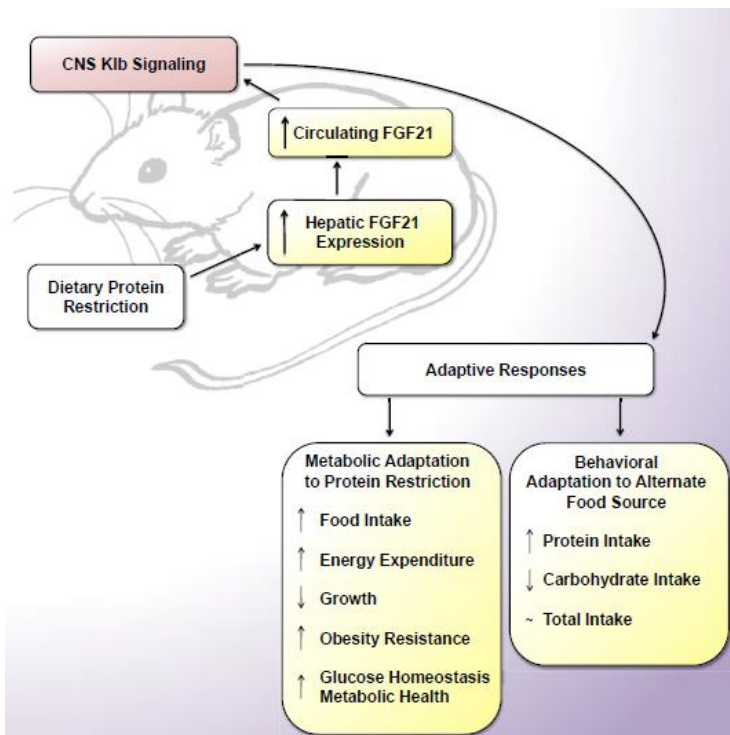 CNS Klb Signaling
↑ Circulating FGF21
↑ Hepatic FGF21
Expression
Dietary Protein
Restriction
Adaptive Responses
Metabolic Adaptation
to Protein Restriction
↑ Food Intake
↑ Energy Expenditure
↓ Growth
↑ Obesity Resistance
↑ Glucose Homeostasis
Metabolic Health
Behavioral
Adaptation to Alternate
Food Source
↑ Protein Intake
↓ Carbohydrate Intake
~ Total Intake